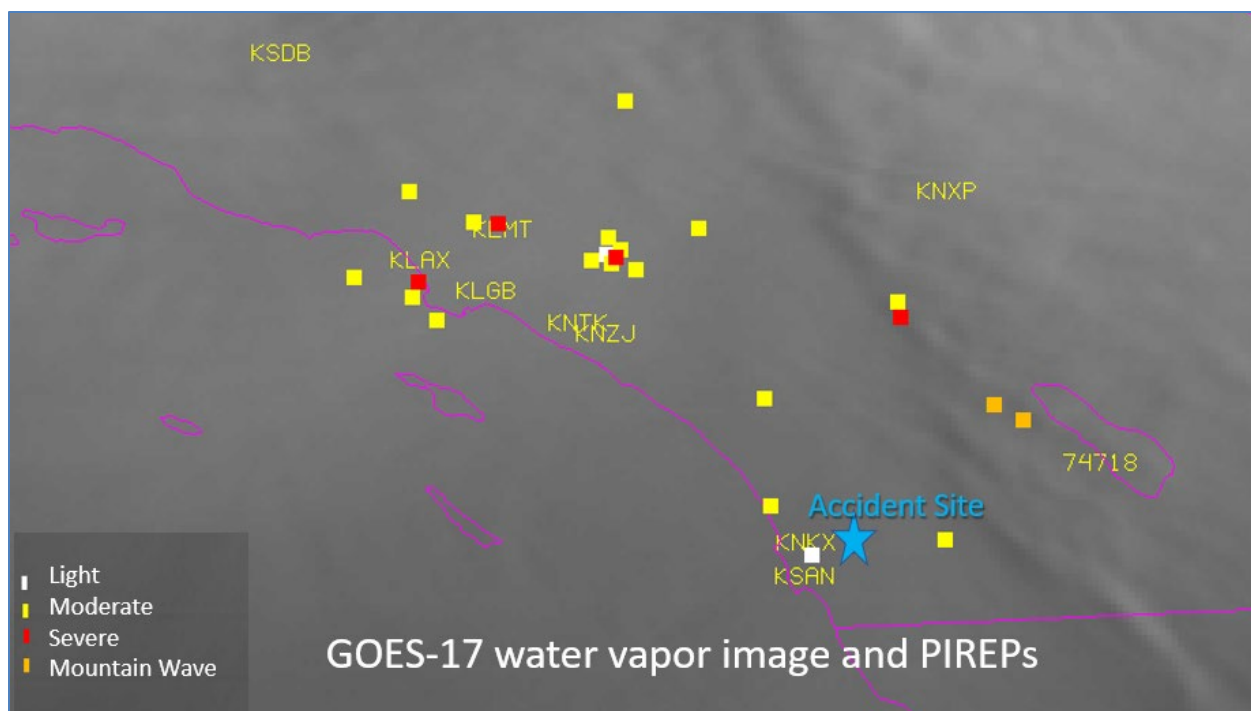 KSDB
KNXP
KLMT
KLAX
KLGB
KNTK
KNZJ
74718
Accident Site
KNKX
KSAN
Light
Moderate
Severe
Mountain Wave
GOES-17 water vapor image and PIREPs